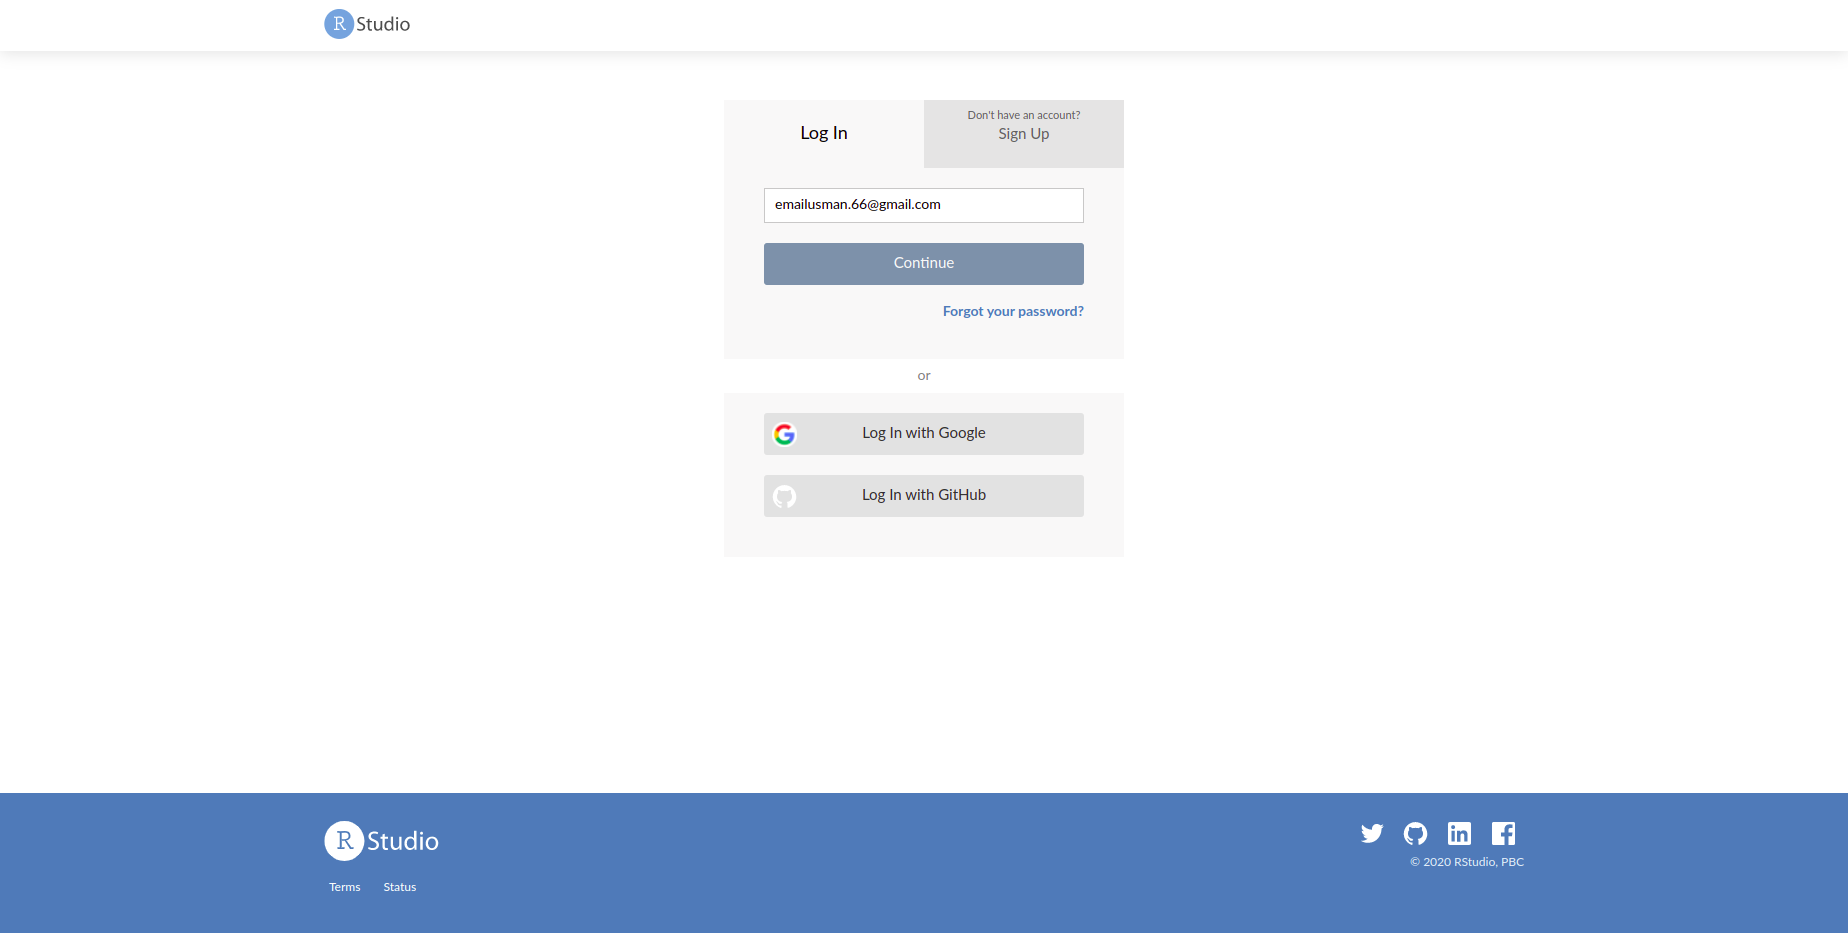 R Studio
Log In
Don't have an account?
Sign Up
emailusman.66@gmail.com
Continue
Forgot your password?
or
Log In with Google
Log In with GitHub
R Studio
Terms Status
© 2020 RStudio, PBC